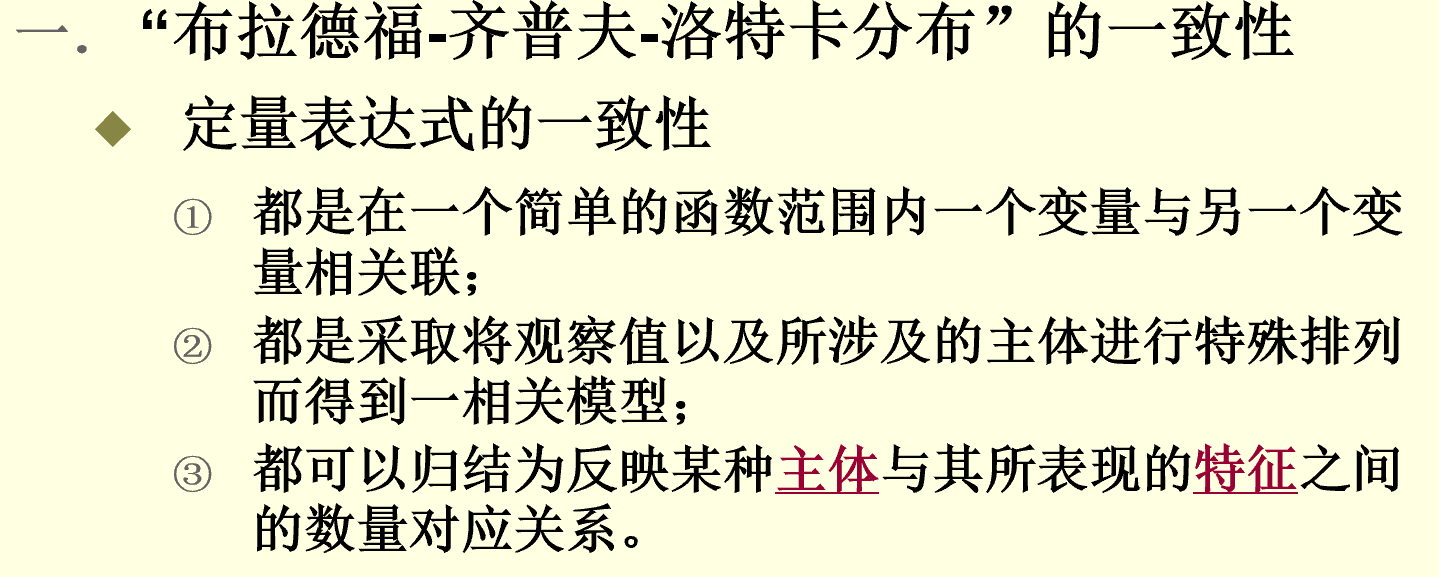 一. “布拉德福-齐普夫-洛特卡分布”的一致性
◆ 定量表达式的一致性
① 都是在一个简单的函数范围内一个变量与另一个变
量相关联；
② 都是采取将观察值以及所涉及的主体进行特殊排列
而得到一相关模型；
③ 都可以归结为反映某种主体与其所表现的特征之间
的数量对应关系。